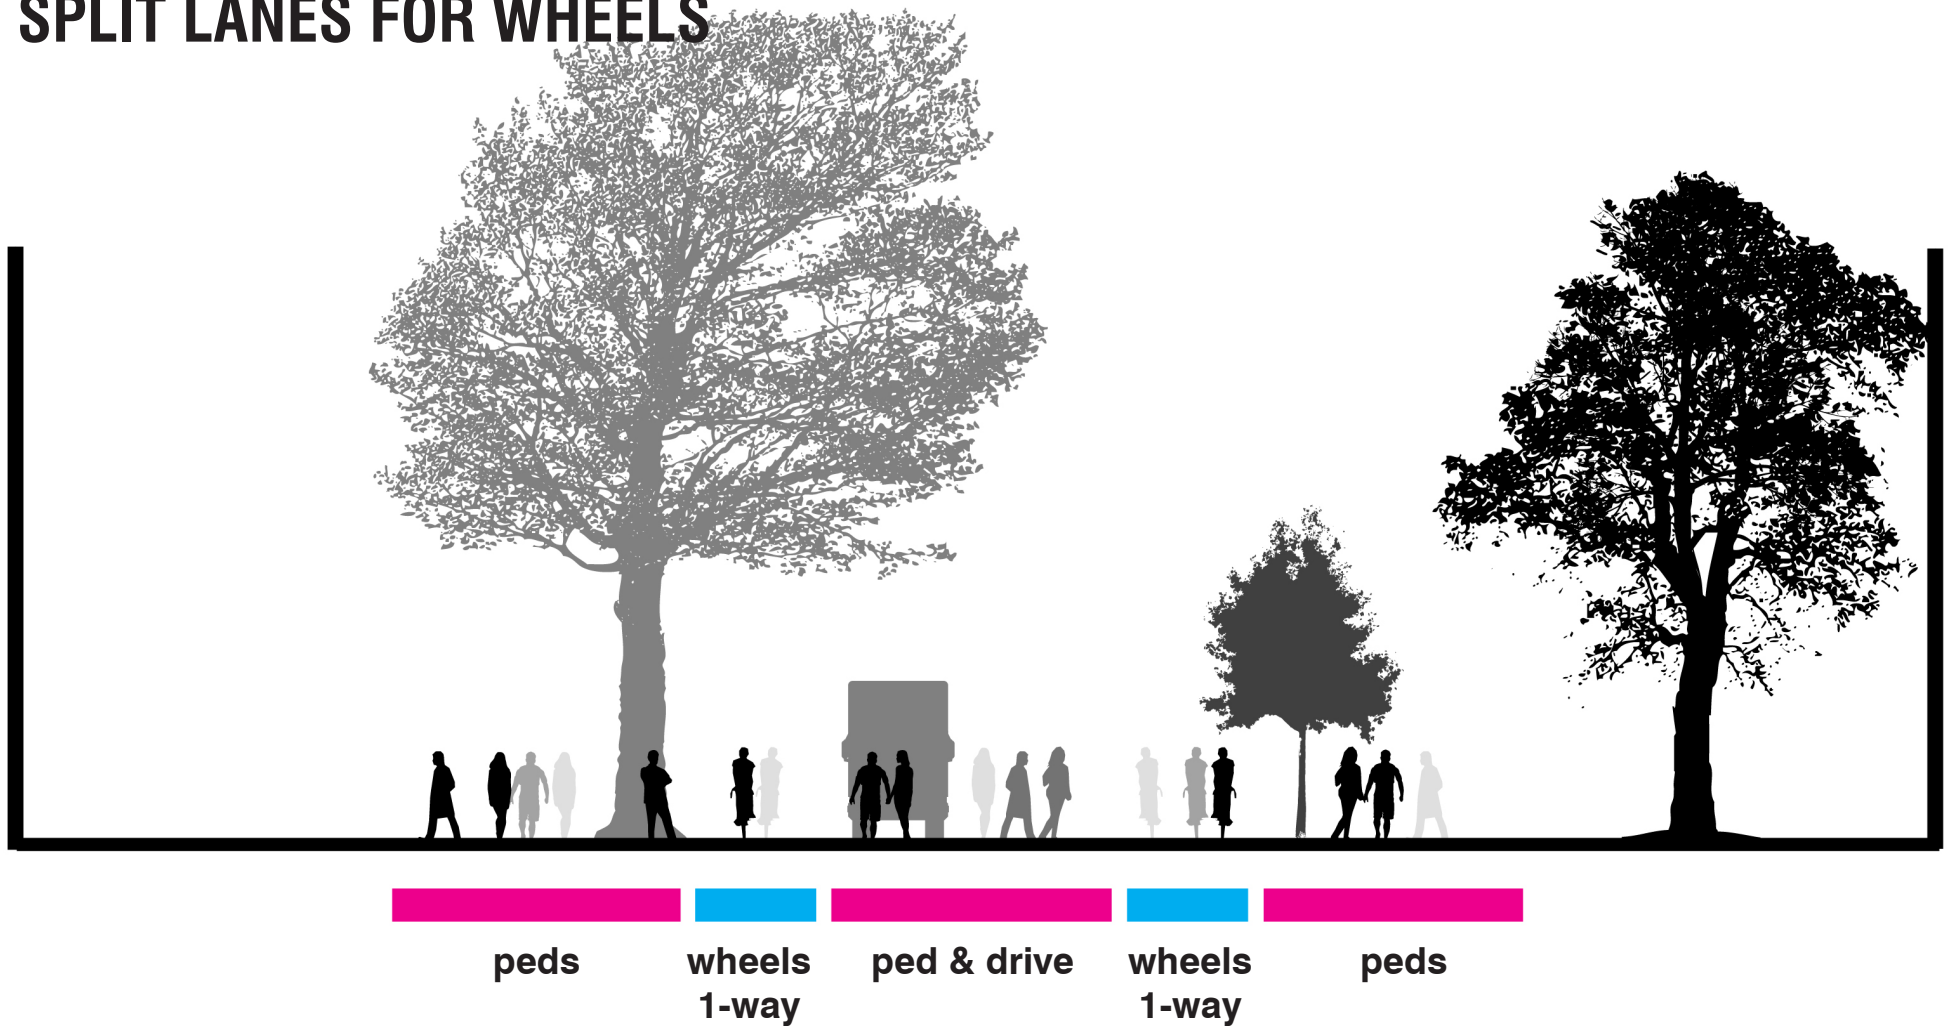 SPLIT LANES FOR WHEELS
peds
wheels
1-way
ped & drive
wheels
1-way
peds